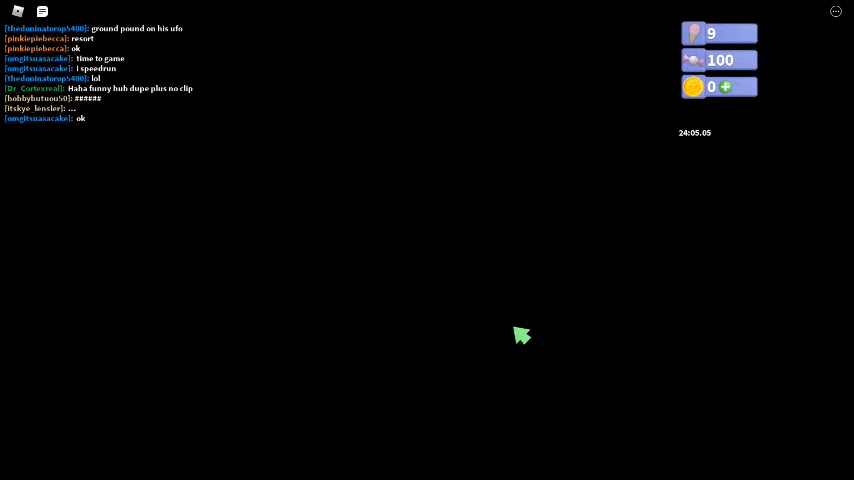 [thedoninatorop5400]: ground pound on his ufo
[pinkiepiebecca]: resort
[pinkiepiebecca]: ok
[omgitsuasacake]: time to game
[omgitsuasacake]: i speedrun
[thedoninatorop5400]: lol
[Dr_Cortexreal]: Haha funny hub dupe plus no clip
[bobbybutuou50]: ######
[itskye_lensler]: ...
[omgitsuasacake]: ok
9
100
0
24:05.05